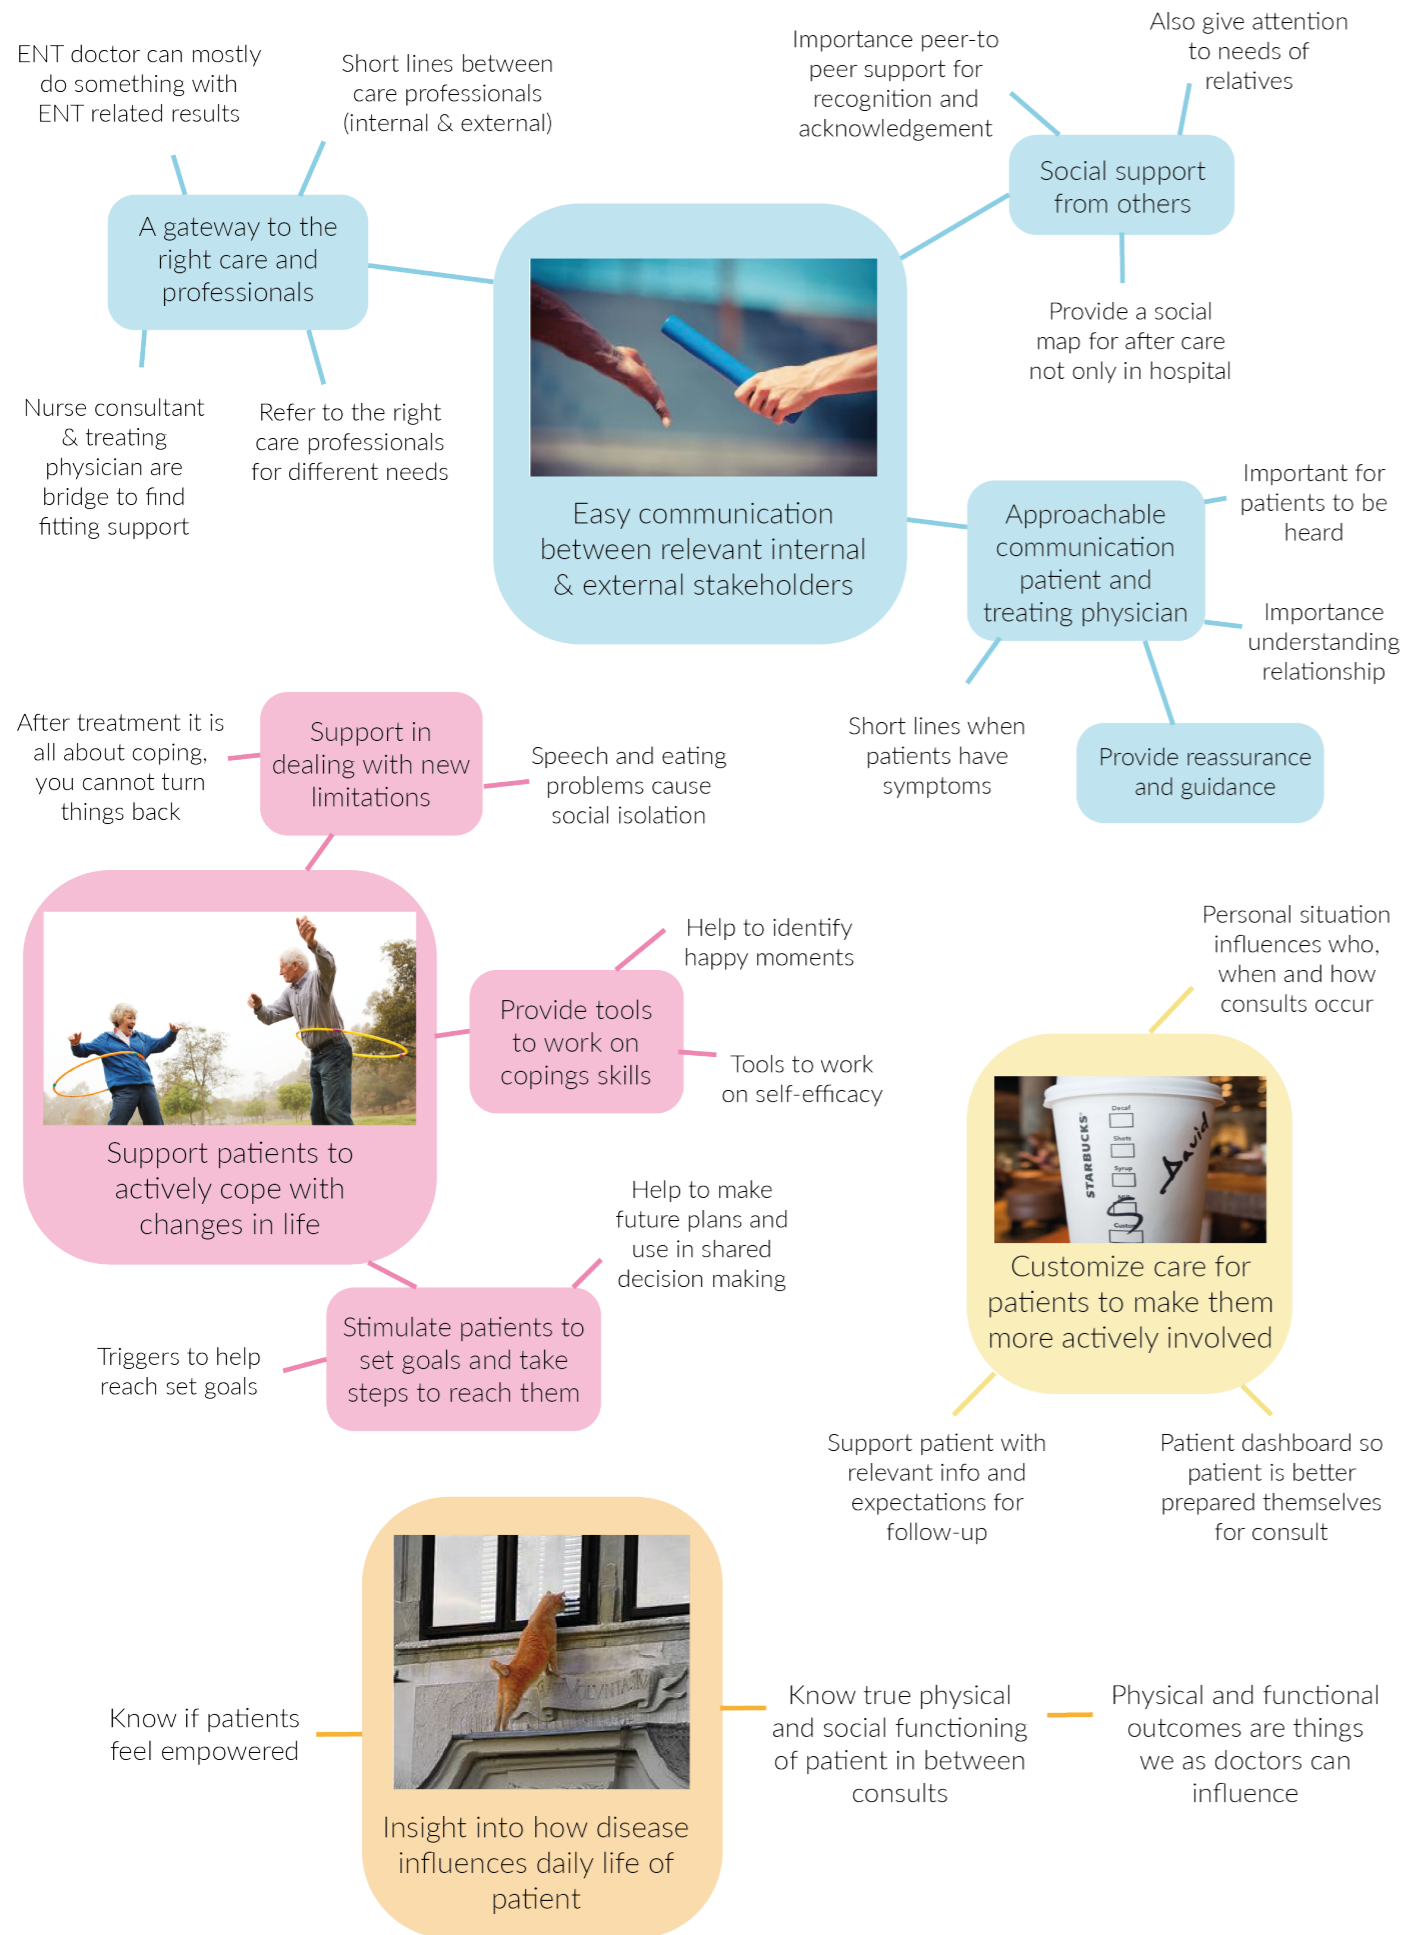 ENT doctor can mostly
do something with
ENT related results
Short lines between
care professionals
(internal & external)
A gateway to the
right care and
professionals
Nurse consultant
& treating
physician are
bridge to find
fitting support
Refer to the right
care professionals
for different needs
Easy communication
between relevant internal
& external stakeholders
Importance peer-to
peer support for
recognition and
acknowledgement
Also give attention
to needs of
relatives
Social support
from others
Provide a social
map for after care
not only in hospital
Approachable
communication
patient and
treating physician
Important for
patients to be
heard
Importance
understanding
relationship
Short lines when
patients have
symptoms
Provide reassurance
and guidance
After treatment it is
all about coping,
you cannot turn
things back
Support in
dealing with new
limitations
Speech and eating
problems cause
social isolation
Support patients to
actively cope with
changes in life
Help to identify
happy moments
Provide tools
to work on
copings skills
Tools to work
on self-efficacy
Help to make
future plans and
use in shared
decision making
Stimulate patients to
set goals and take
steps to reach them
Triggers to help
reach set goals
Personal situation
influences who,
when and how
consults occur
STARBUCKS
Decaf
Shots
Syrup
Custom
S
David
Customize care for
patients to make them
more actively involved
Support patient with
relevant info and
expectations for
follow-up
Patient dashboard so
patient is better
prepared themselves
for consult
Insight into how disease
influences daily life of
patient
Know if patients
feel empowered
Know true physical
and social functioning
of patient in between
consults
Physical and functional
outcomes are things
we as doctors can
influence